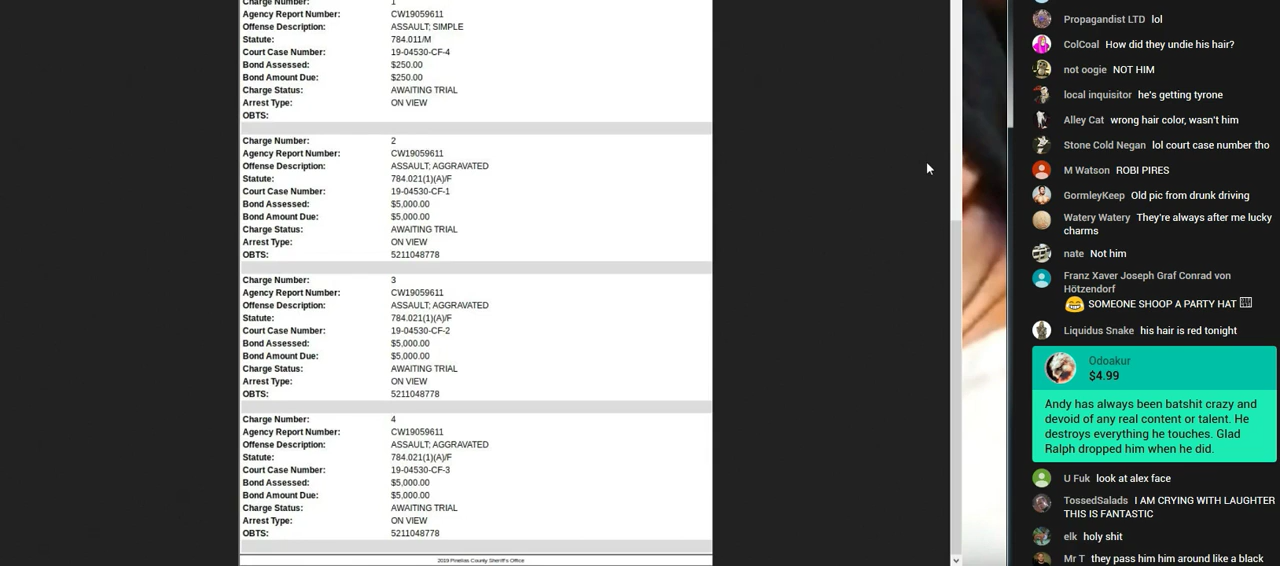 Charge Number: 1
Agency Report Number: CW19059611
Offense Description: ASSAULT; SIMPLE
Statute: 784.011/M
Court Case Number: 19-04530-CF-4
Bond Assessed: $250.00
Bond Amount Due: $250.00
Charge Status: AWAITING TRIAL
Arrest Type: ON VIEW
OBTS:
Charge Number: 2
Agency Report Number: CW19059611
Offense Description: ASSAULT; AGGRAVATED
Statute: 784.021(1)(A)/F
Court Case Number: 19-04530-CF-1
Bond Assessed: $5,000.00
Bond Amount Due: $5,000.00
Charge Status: AWAITING TRIAL
Arrest Type: ON VIEW
OBTS: 5211048778
Charge Number: 3
Agency Report Number: CW19059611
Offense Description: ASSAULT; AGGRAVATED
Statute: 784.021(1)(A)/F
Court Case Number: 19-04530-CF-2
Bond Assessed: $5,000.00
Bond Amount Due: $5,000.00
Charge Status: AWAITING TRIAL
Arrest Type: ON VIEW
OBTS: 5211048778
Charge Number: 4
Agency Report Number: CW19059611
Offense Description: ASSAULT; AGGRAVATED
Statute: 784.021(1)(A)/F
Court Case Number: 19-04530-CF-3
Bond Assessed: $5,000.00
Bond Amount Due: $5,000.00
Charge Status: AWAITING TRIAL
Arrest Type: ON VIEW
OBTS: 5211048778
2019 Pinellas County Sheriff's Office
Propagandist LTD lol
ColCoal How did they undie his hair?
not oogie NOT HIM
local inquisitor he's getting tyrone
Alley Cat wrong hair color, wasn't him
Stone Cold Negan lol court case number tho
M Watson ROBI PIRES
GormleyKeep Old pic from drunk driving
Watery Watery They're always after me lucky
charms
nate Not him
Franz Xaver Joseph Graf Conrad von
Hötzendorf
😂 SOMEONE SHOOP A PARTY HAT
Liquidus Snake his hair is red tonight
Odoakur
$4.99
Andy has always been batshit crazy and
devoid of any real content or talent. He
destroys everything he touches. Glad
Ralph dropped him when he did.
U Fuk look at alex face
TossedSalads I AM CRYING WITH LAUGHTER
THIS IS FANTASTIC
elk holy shit
Mr T they pass him him around like a black